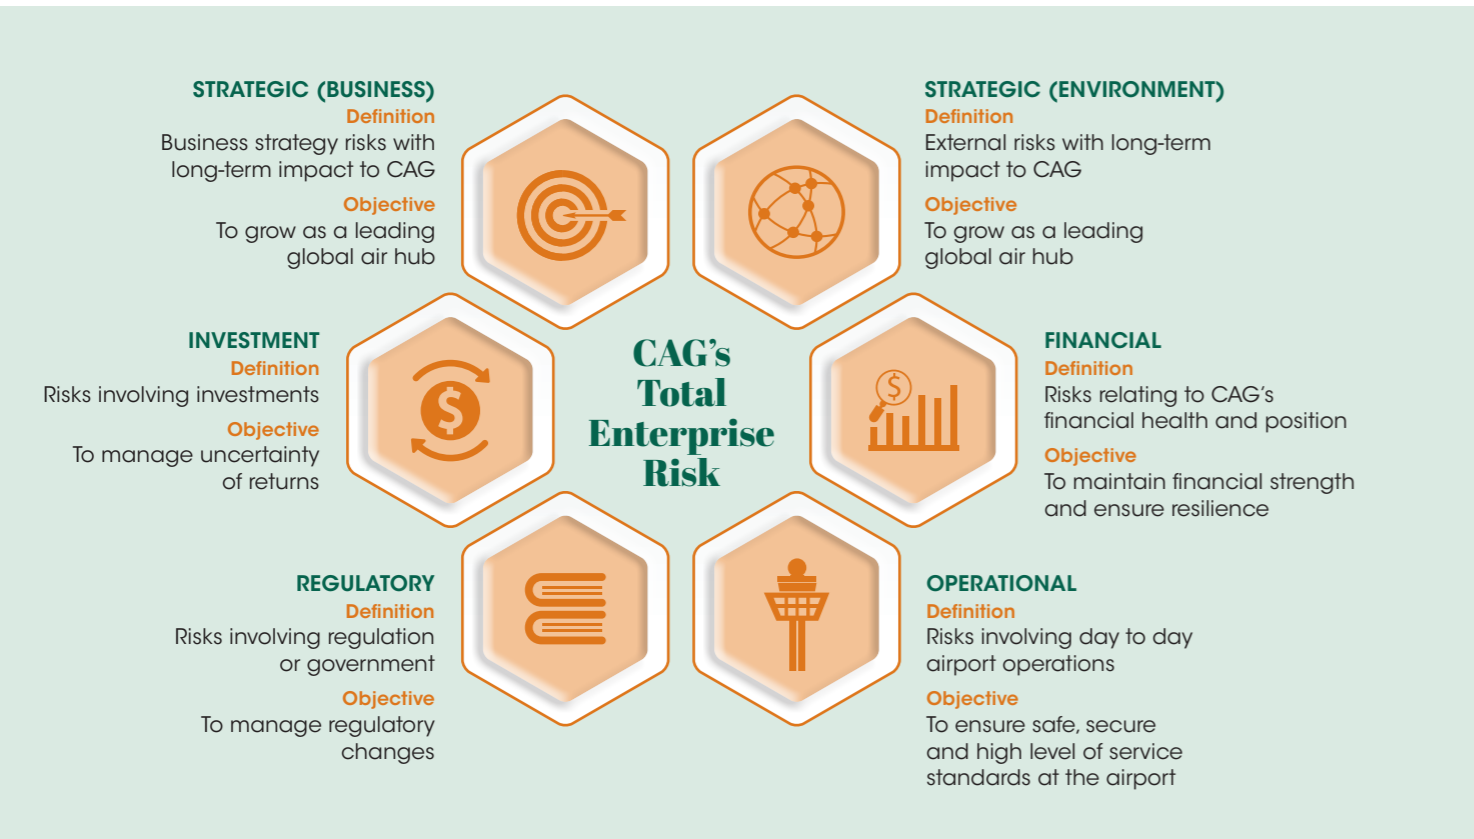 STRATEGIC (BUSINESS)
Definition
Business strategy risks with
long-term impact to CAG
Objective
To grow as a leading
global air hub
STRATEGIC (ENVIRONMENT)
Definition
External risks with long-term
impact to CAG
Objective
To grow as a leading
global air hub
INVESTMENT
Definition
Risks involving investments
Objective
To manage uncertainty
of returns
$
CAG's
Total
Enterprise
Risk
$
FINANCIAL
Definition
Risks relating to CAG's
financial health and position
Objective
To maintain financial strength
and ensure resilience
REGULATORY
Definition
Risks involving regulation
or government
Objective
To manage regulatory
changes
OPERATIONAL
Definition
Risks involving day to day
airport operations
Objective
To ensure safe, secure
and high level of service
standards at the airport